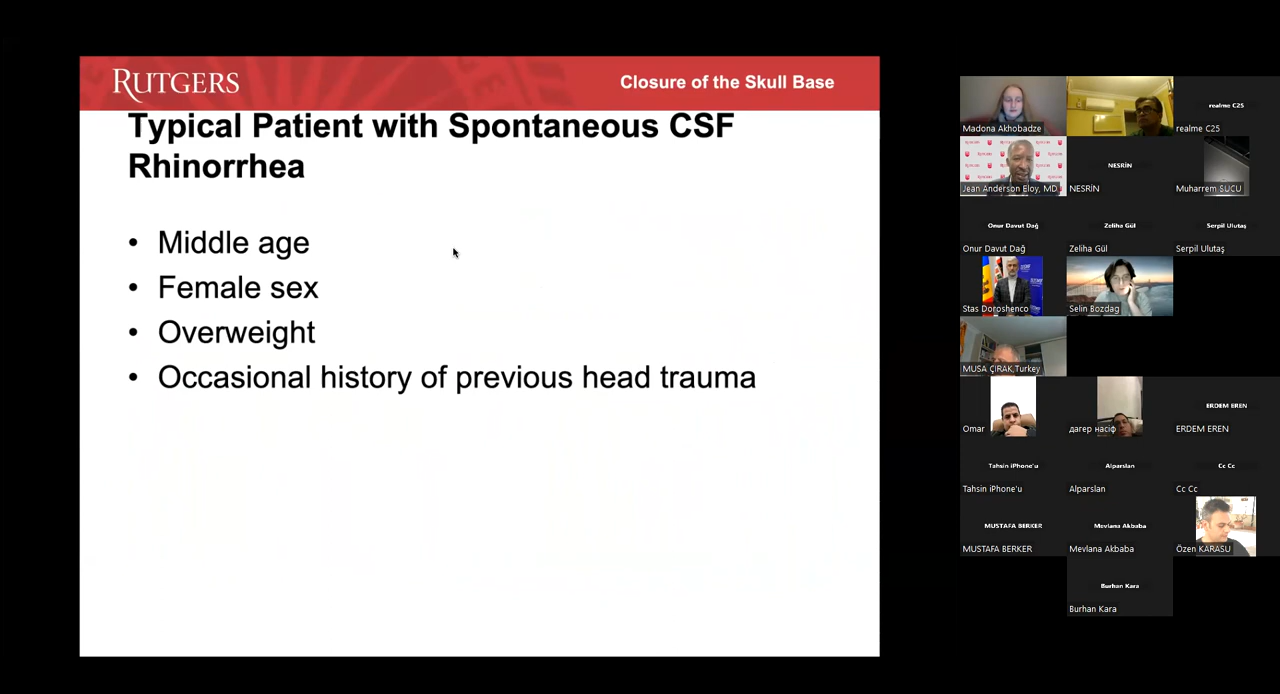 RUTGERS
Closure of the Skull Base
Typical Patient with Spontaneous CSF
Rhinorrhea
• Middle age
• Female sex
• Overweight
• Occasional history of previous head trauma
Madona Akhobadze
realme C25
realme C25
Jean Anderson Eloy, MD
NESRİN
NESRİN
Muharrem SUCU
Onur Davut Dağ
Onur Davut Dağ
Zeliha Gül
Zeliha Gül
Serpil Ulutaş
Serpil Ulutaş
Stas Doroshenco
Selin Bozdag
MUSA ÇIRAK,Turkey
Omar
дагер насіф
ERDEM EREN
ERDEM EREN
Tahsin iPhone'u
Tahsin iPhone'u
Alparslan
Alparslan
Cc Cc
Cc Cc
MUSTAFA BERKER
MUSTAFA BERKER
Mevlana Akbaba
Mevlana Akbaba
Özen KARASU
Burhan Kara
Burhan Kara